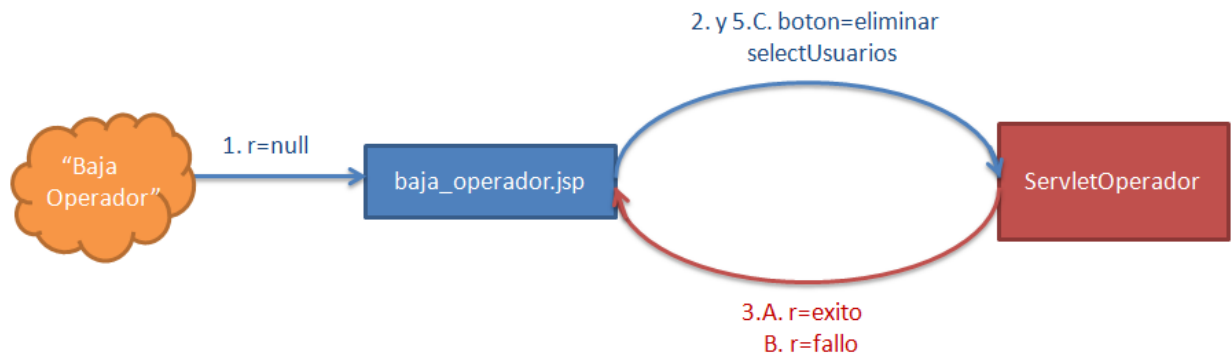 2. y 5.C. boton=eliminar
selectUsuarios
1. r=null
“Baja
Operador”
baja_operador.jsp
ServletOperador
3.A. r=exito
B. r=fallo